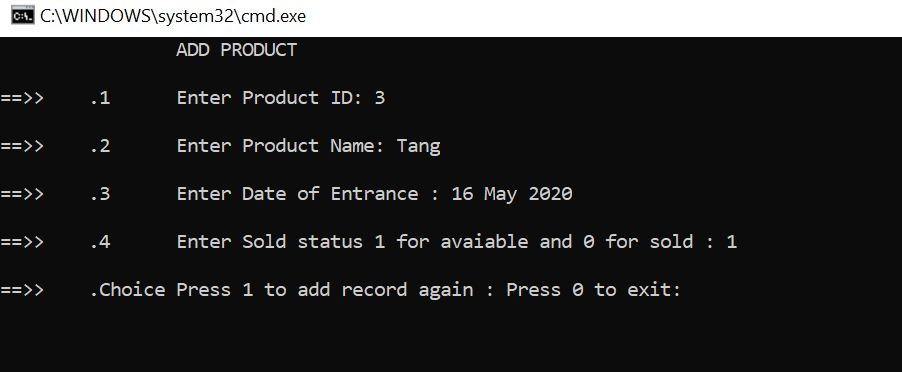 C:\WINDOWS\system32\cmd.exe
ADD PRODUCT
==>> .1 Enter Product ID: 3
==>> .2 Enter Product Name: Tang
==>> .3 Enter Date of Entrance : 16 May 2020
==>> .4 Enter Sold status 1 for avaiable and 0 for sold : 1
==>> .Choice Press 1 to add record again : Press 0 to exit: